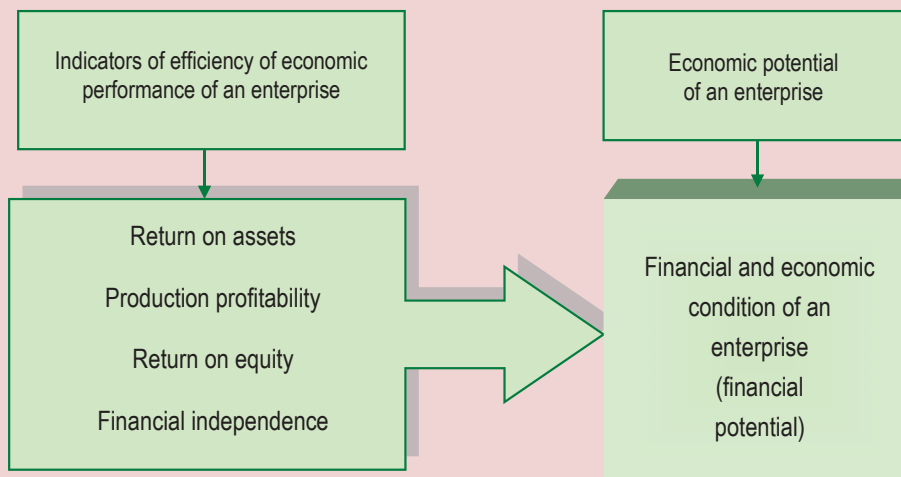 Indicators of efficiency of economic
performance of an enterprise
Economic potential
of an enterprise
Return on assets
Production profitability
Return on equity
Financial independence
Financial and economic
condition of an
enterprise
(financial
potential)